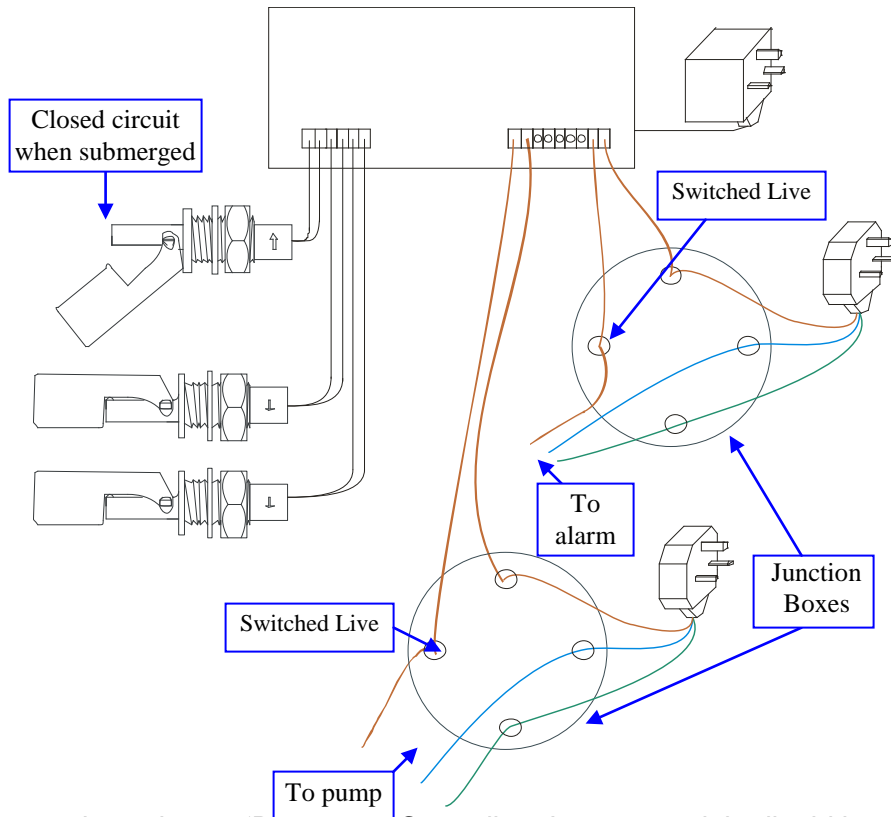 Closed circuit
when submerged
Switched Live
To
alarm
Junction
Boxes
Switched Live
To pump